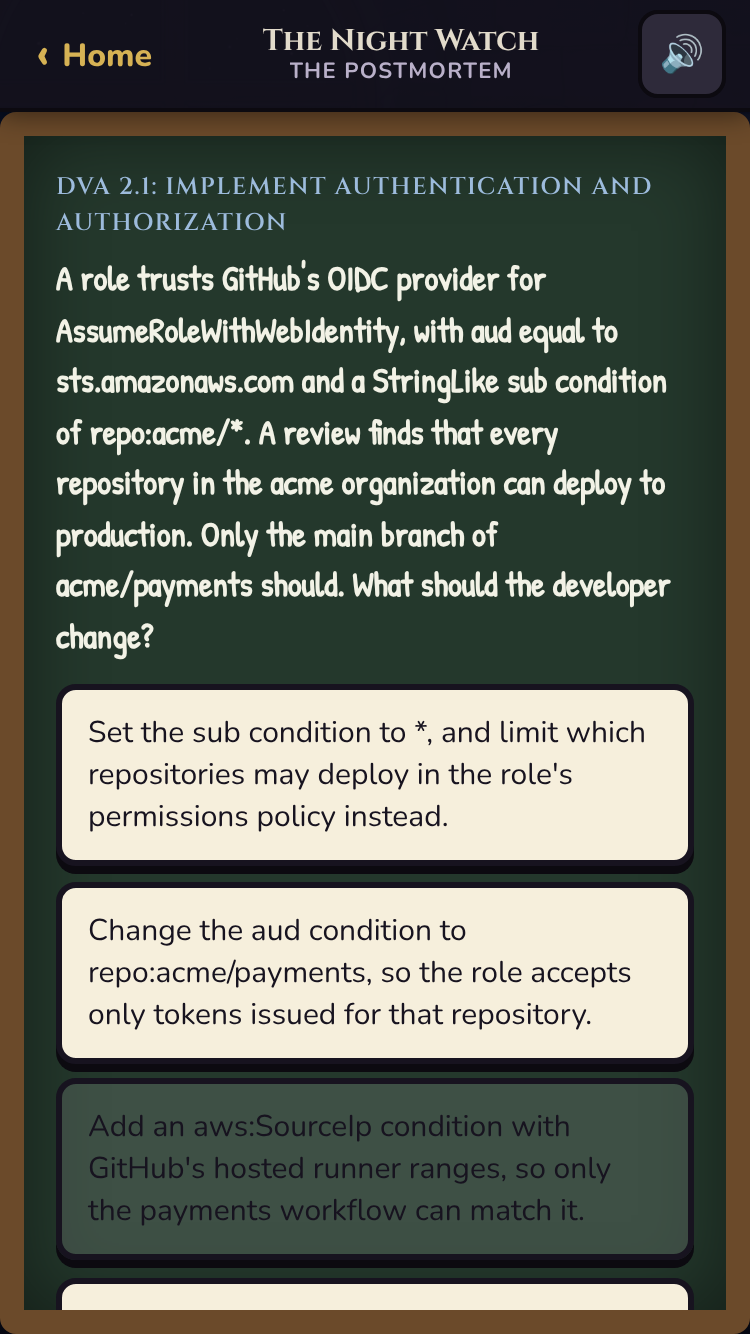 ‹ Home
The Night Watch
THE POSTMORTEM
DVA 2.1: IMPLEMENT AUTHENTICATION AND
AUTHORIZATION
A role trusts GitHub's OIDC provider for
AssumeRoleWithWebIdentity, with aud equal to
sts.amazonaws.com and a StringLike sub condition
of repo:acme/*. A review finds that every
repository in the acme organization can deploy to
production. Only the main branch of
acme/payments should. What should the developer
change?
Set the sub condition to *, and limit which
repositories may deploy in the role's
permissions policy instead.
Change the aud condition to
repo:acme/payments, so the role accepts
only tokens issued for that repository.
Add an aws:SourceIp condition with
GitHub's hosted runner ranges, so only
the payments workflow can match it.